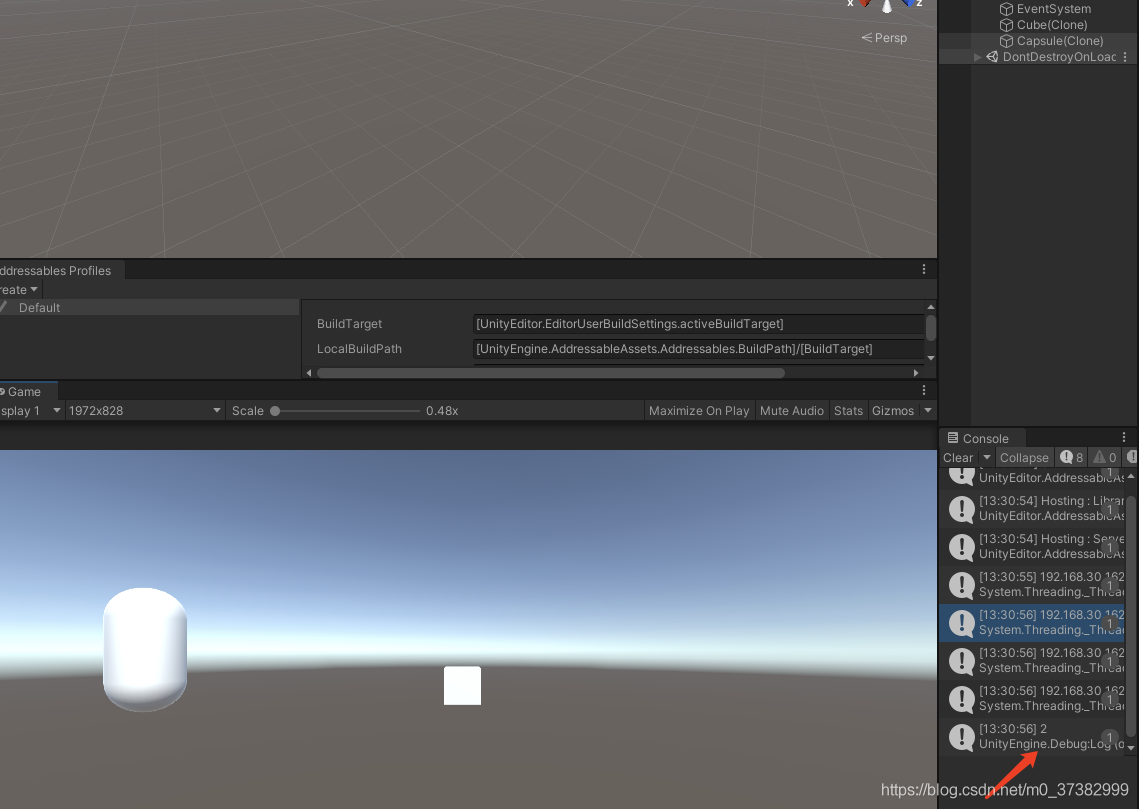 x
z
Persp
EventSystem
Cube(Clone)
Capsule(Clone)
DontDestroyOnLoad
ddressables Profiles
reate
Default
BuildTarget
[UnityEditor.EditorUserBuildSettings.activeBuildTarget]
LocalBuildPath
[UnityEngine.AddressableAssets.Addressables.BuildPath]/[BuildTarget]
Game
splay 1
1972x828
Scale
0.48x
Maximize On Play
Mute Audio
Stats
Gizmos
Console
Clear
Collapse
8
0
1
UnityEditor.AddressableAs
[13:30:54] Hosting : Librar
UnityEditor.AddressableAs
1
[13:30:54] Hosting : Serve
UnityEditor.AddressableAs
1
[13:30:55] 192.168.30.162
System.Threading._Threa
1
[13:30:56] 192.168.30.162
System.Threading._Threa
1
[13:30:56] 192.168.30.162
System.Threading._Threa
1
[13:30:56] 192.168.30.162
System.Threading._Threa
1
[13:30:56] 2
UnityEngine.Debug:Log (o
1
https://blog.csdn.net/m0_37382999